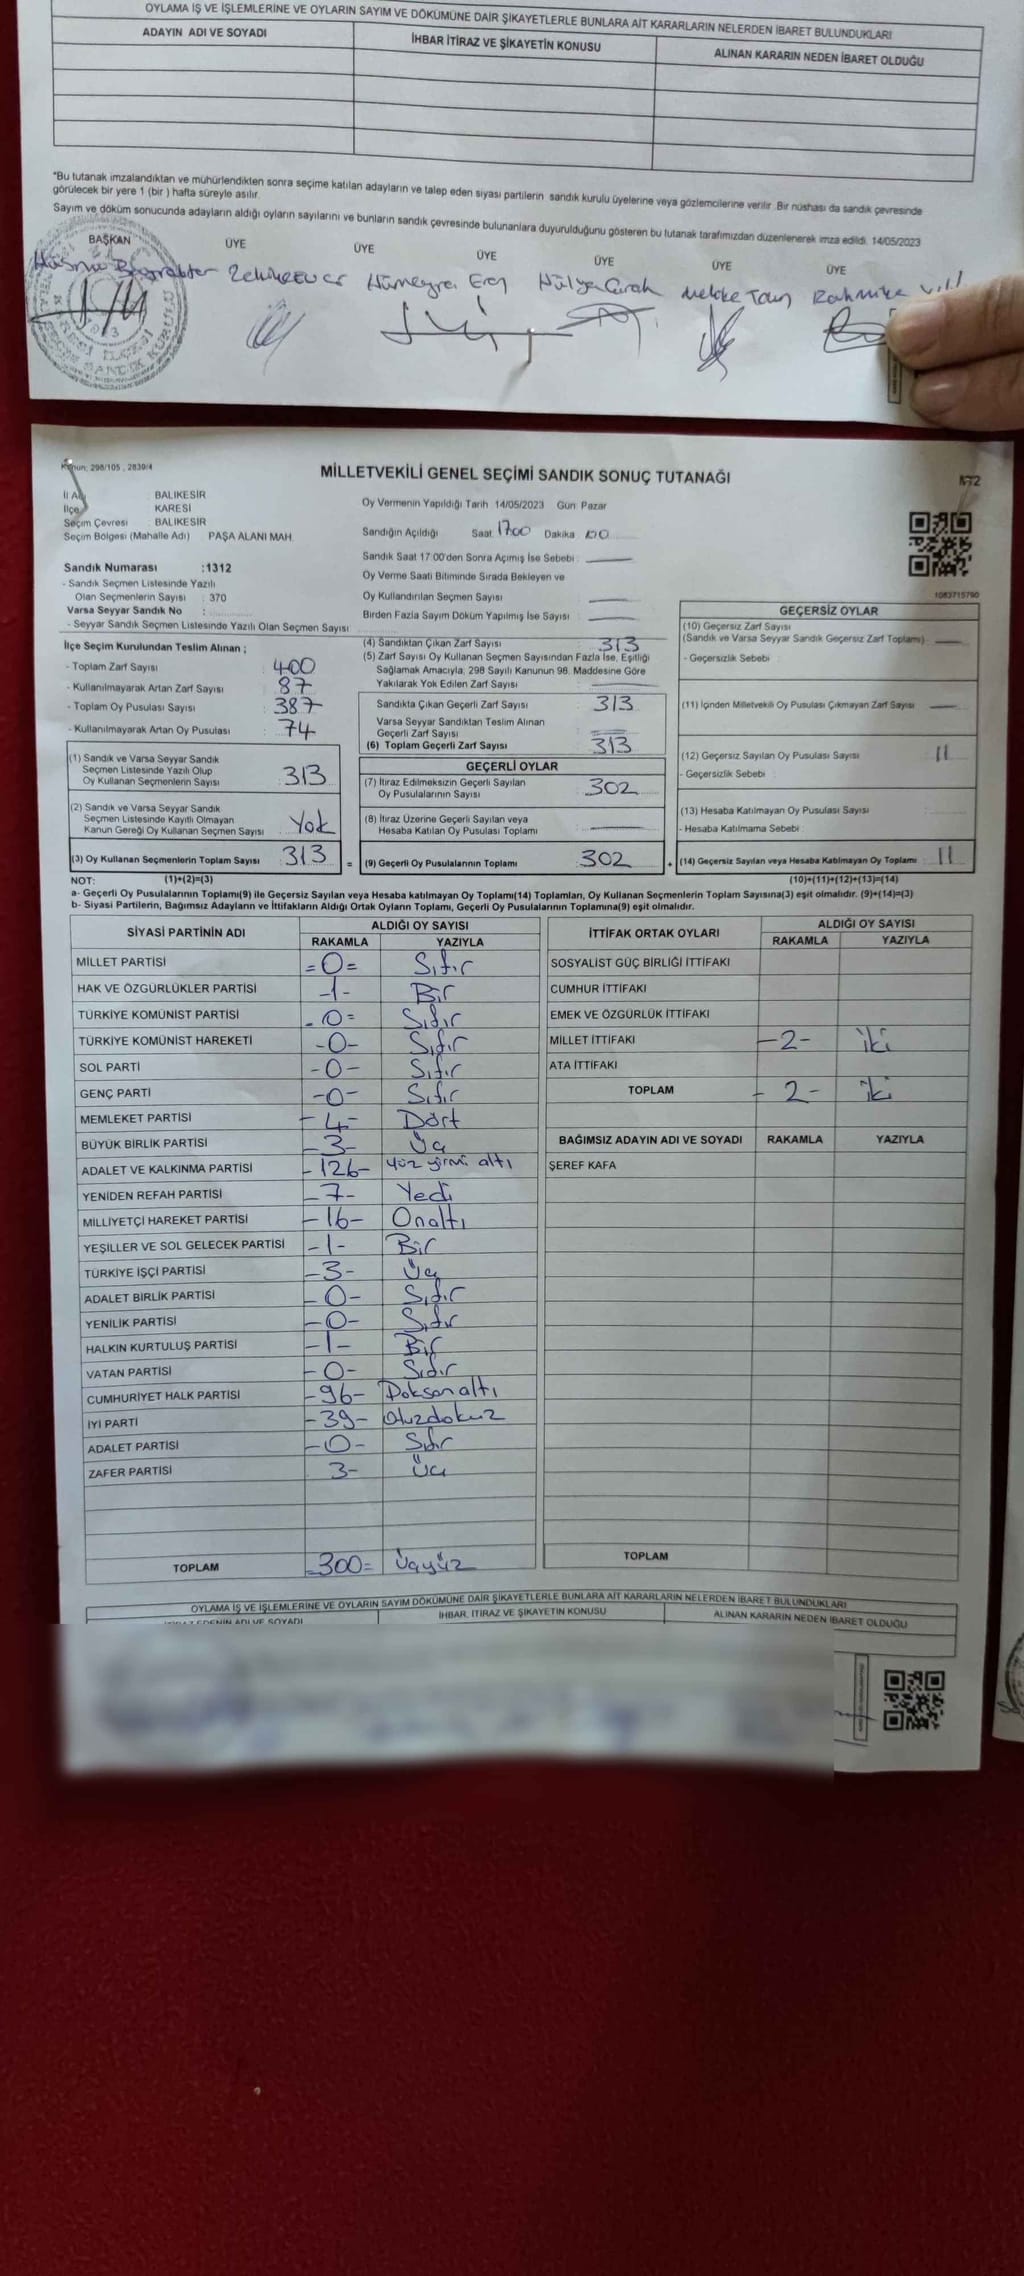 OYLAMA İŞ VE İŞLEMLERİNE VE OYLARIN SAYIM VE DÖKÜMÜNE DAİR ŞİKAYETLERLE BUNLARA AİT KARARLARIN NELERDEN İBARET BULUNDUKLARI
ADAYIN ADI VE SOYADI İHBAR İTİRAZ VE ŞİKAYETİN KONUSU ALINAN KARARIN NEDEN İBARET OLDUĞU
*Bu tutanak imzalandıktan ve mühürlendikten sonra seçime katılan adayların ve talep eden siyasi partilerin sandık kurulu üyelerine veya gözlemcilerine verilir. Bir nüshası da sandık çevresinde
görülecek bir yere 1 (bir ) hafta süreyle asılır.
Sayım ve döküm sonucunda adayların aldığı oyların sayılarını ve bunların sandık çevresinde bulunanlara duyurulduğunu gösteren bu tutanak tarafımızdan düzenlenerek imza edildi. 14/05/2023
BAŞKAN ÜYE ÜYE ÜYE ÜYE ÜYE ÜYE
Hüsnü Hümeyra Eren Hülya
Kanun: 298/105 , 2839/4
MİLLETVEKİLİ GENEL SEÇİMİ SANDIK SONUÇ TUTANAĞI
İl Adı : BALIKESİR
İlçe : KARESİ
Seçim Çevresi : BALIKESİR
Seçim Bölgesi (Mahalle Adı) PAŞA ALANI MAH.
Oy Vermenin Yapıldığı Tarih 14/05/2023 Gün: Pazar
Sandığın Açıldığı Saat 17.00 Dakika 00
Sandık Saat 17:00'den Sonra Açımış İse Sebebi :
Oy Verme Saati Bitiminde Sırada Bekleyen ve
Oy Kullandırılan Seçmen Sayısı :
Birden Fazla Sayım Döküm Yapılmış İse Sayısı :
1083715790
Sandık Numarası :1312
- Sandık Seçmen Listesinde Yazılı
Olan Seçmenlerin Sayısı : 370
Varsa Seyyar Sandık No :
- Seyyar Sandık Seçmen Listesinde Yazılı Olan Seçmen Sayısı :
İlçe Seçim Kurulundan Teslim Alınan ;
- Toplam Zarf Sayısı : 400
- Kullanılmayarak Artan Zarf Sayısı : 87
- Toplam Oy Pusulası Sayısı : 387
- Kullanılmayarak Artan Oy Pusulası : 74
(1) Sandık ve Varsa Seyyar Sandık
Seçmen Listesinde Yazılı Olup
Oy Kullanan Seçmenlerin Sayısı : 313
(2) Sandık ve Varsa Seyyar Sandık
Seçmen Listesinde Kayıtlı Olmayan
Kanun Gereği Oy Kullanan Seçmen Sayısı : Yok
(3) Oy Kullanan Seçmenlerin Toplam Sayısı : 313 =
(4) Sandıktan Çıkan Zarf Sayısı : 313
(5) Zarf Sayısı Oy Kullanan Seçmen Sayısından Fazla İse, Eşitliği
Sağlamak Amacıyla, 298 Sayılı Kanunun 98. Maddesine Göre
Yakılarak Yok Edilen Zarf Sayısı :
Sandıkta Çıkan Geçerli Zarf Sayısı : 313
Varsa Seyyar Sandıktan Teslim Alınan
Geçerli Zarf Sayısı :
(6) Toplam Geçerli Zarf Sayısı : 313
GEÇERLİ OYLAR
(7) İtiraz Edilmeksizin Geçerli Sayılan
Oy Pusulalarının Sayısı : 302
(8) İtiraz Üzerine Geçerli Sayılan veya
Hesaba Katılan Oy Pusulası Toplamı :
(9) Geçerli Oy Pusulalarının Toplamı : 302 +
GEÇERSİZ OYLAR
(10) Geçersiz Zarf Sayısı
(Sandık ve Varsa Seyyar Sandık Geçersiz Zarf Toplamı) :
- Geçersizlik Sebebi :
(11) İçinden Milletvekili Oy Pusulası Çıkmayan Zarf Sayısı :
(12) Geçersiz Sayılan Oy Pusulası Sayısı : 11
- Geçersizlik Sebebi :
(13) Hesaba Katılmayan Oy Pusulası Sayısı :
- Hesaba Katılmama Sebebi :
(14) Geçersiz Sayılan veya Hesaba Katılmayan Oy Toplamı : 11
NOT: (1)+(2)=(3) (10)+(11)+(12)+(13)=(14)
a- Geçerli Oy Pusulalarının Toplamı(9) ile Geçersiz Sayılan veya Hesaba katılmayan Oy Toplamı(14) Toplamları, Oy Kullanan Seçmenlerin Toplam Sayısına(3) eşit olmalıdır. (9)+(14)=(3)
b- Siyasi Partilerin, Bağımsız Adayların ve İttifakların Aldığı Ortak Oyların Toplamı, Geçerli Oy Pusulalarının Toplamına(9) eşit olmalıdır.
SİYASİ PARTİNİN ADI ALDIĞI OY SAYISI
RAKAMLA YAZIYLA
MİLLET PARTİSİ =0= Sıfır
HAK VE ÖZGÜRLÜKLER PARTİSİ -1- Bir
TÜRKİYE KOMÜNİST PARTİSİ -0= Sıfır
TÜRKİYE KOMÜNİST HAREKETİ -0- Sıfır
SOL PARTİ -0- Sıfır
GENÇ PARTİ -0- Sıfır
MEMLEKET PARTİSİ -4- Dört
BÜYÜK BİRLİK PARTİSİ -3- Üç
ADALET VE KALKINMA PARTİSİ -126- yüz yirmi altı
YENİDEN REFAH PARTİSİ -7- Yedi
MİLLİYETÇİ HAREKET PARTİSİ -16- Onaltı
YEŞİLLER VE SOL GELECEK PARTİSİ -1- Bir
TÜRKİYE İŞÇİ PARTİSİ -3- Üç
ADALET BİRLİK PARTİSİ -0- Sıfır
YENİLİK PARTİSİ -0- Sıfır
HALKIN KURTULUŞ PARTİSİ -1- Bir
VATAN PARTİSİ -0- Sıfır
CUMHURİYET HALK PARTİSİ -96- Doksanaltı
İYİ PARTİ -39- Otuzdokuz
ADALET PARTİSİ -0- Sıfır
ZAFER PARTİSİ 3- Üç
TOPLAM =300= Üçyüz
İTTİFAK ORTAK OYLARI ALDIĞI OY SAYISI
RAKAMLA YAZIYLA
SOSYALİST GÜÇ BİRLİĞİ İTTİFAKI
CUMHUR İTTİFAKI
EMEK VE ÖZGÜRLÜK İTTİFAKI
MİLLET İTTİFAKI -2- iki
ATA İTTİFAKI
TOPLAM - 2- iki
BAĞIMSIZ ADAYIN ADI VE SOYADI RAKAMLA YAZIYLA
ŞEREF KAFA
TOPLAM
OYLAMA İŞ VE İŞLEMLERİNE VE OYLARIN SAYIM DÖKÜMÜNE DAİR ŞİKAYETLERLE BUNLARA AİT KARARLARIN NELERDEN İBARET BULUNDUKLARI
İTİRAZ EDENİN ADI VE SOYADI İHBAR, İTİRAZ VE ŞİKAYETİN KONUSU ALINAN KARARIN NEDEN İBARET OLDUĞU